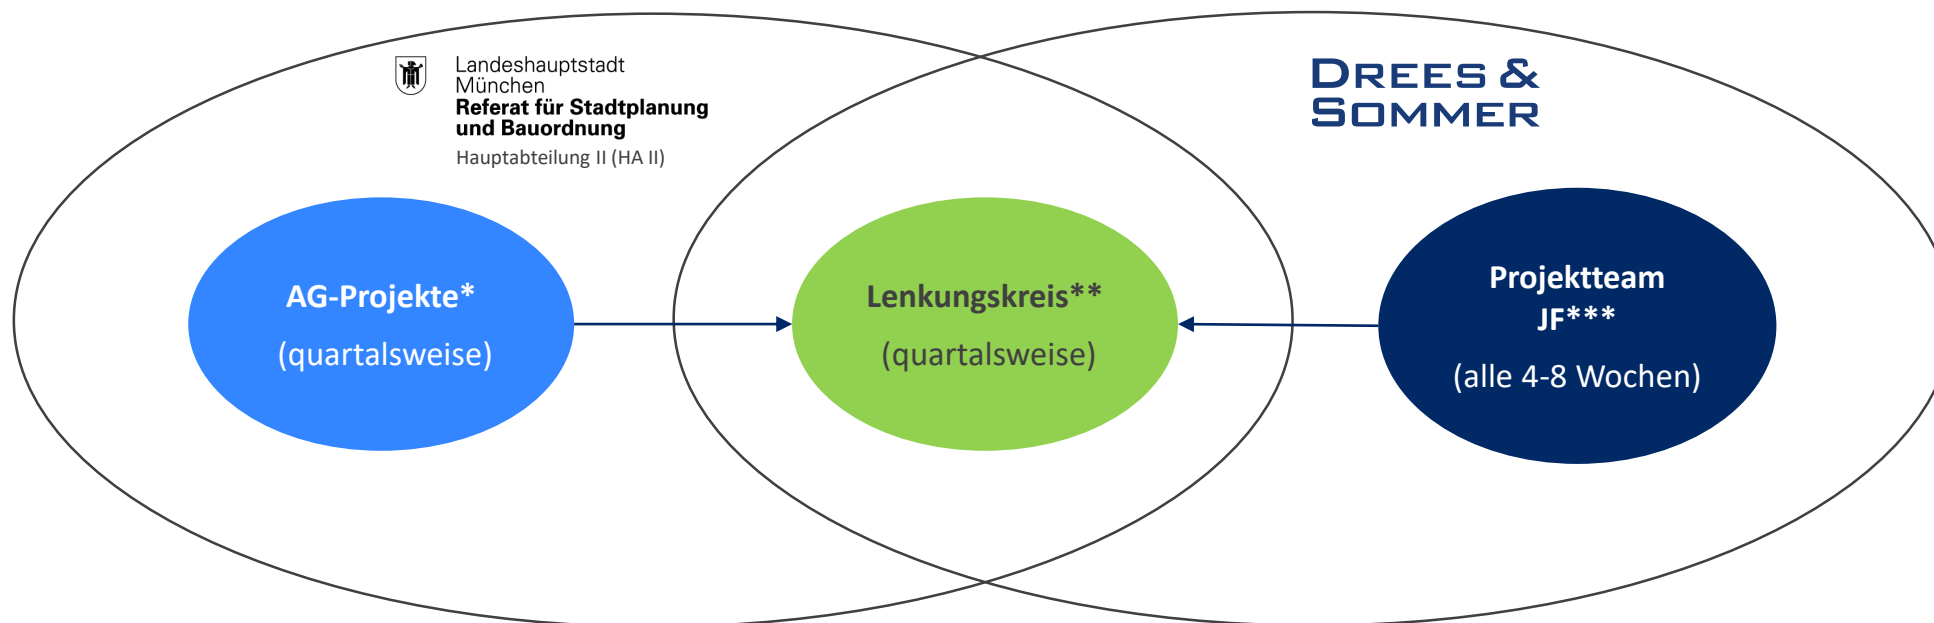 Landeshauptstadt
München
Referat für Stadtplanung
und Bauordnung
Hauptabteilung II (HA II)
DREES &
SOMMER
AG-Projekte*
(quartalsweise)
Lenkungskreis**
(quartalsweise)
Projektteam
JF***
(alle 4-8 Wochen)